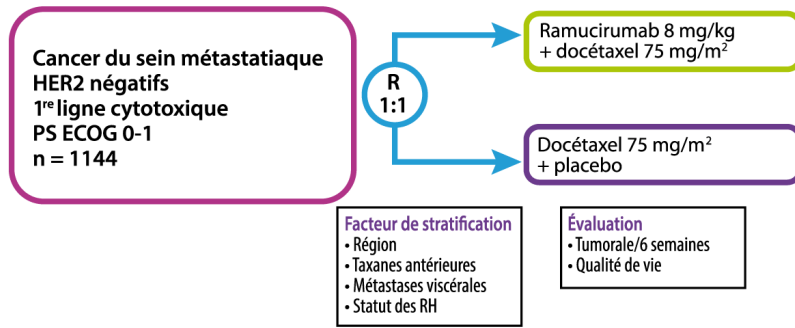 Cancer du sein métastatiaque
HER2 négatifs
1re ligne cytotoxique
PS ECOG 0-1
n = 1144
R
1:1
Ramucirumab 8 mg/kg
+ docétaxel 75 mg/m²
Docétaxel 75 mg/m²
+ placebo
Facteur de stratification
• Région
• Taxanes antérieures
• Métastases viscérales
• Statut des RH
Évaluation
• Tumorale/6 semaines
• Qualité de vie